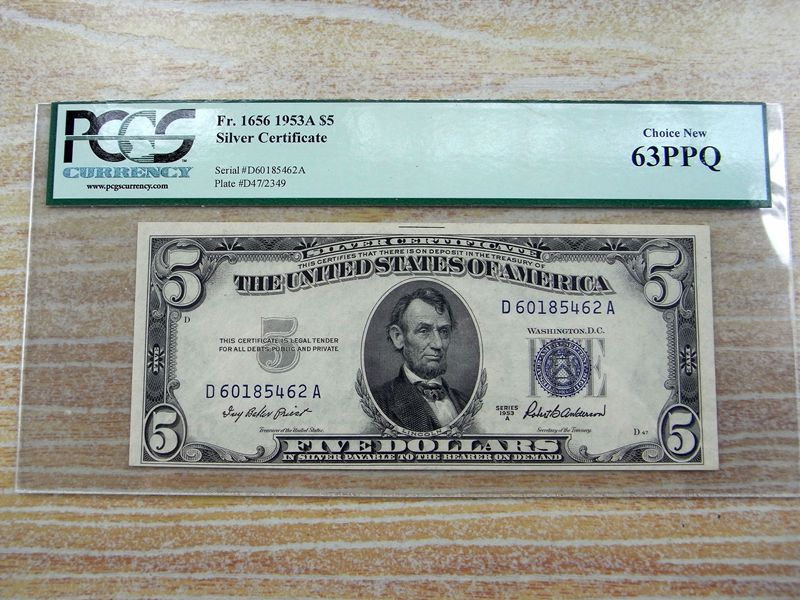 PCGS
CURRENCY
www.pcgscurrency.com
Fr. 1656 1953A $5
Silver Certificate
Serial #D60185462A
Plate #D47/2349
Choice New
63PPQ
SILVER CERTIFICATE
THIS CERTIFIES THAT THERE IS ON DEPOSIT IN THE TREASURY OF
THE UNITED STATES OF AMERICA
5
5
D 60185462 A
D
WASHINGTON, D.C.
THIS CERTIFICATE IS LEGAL TENDER
FOR ALL DEBTS, PUBLIC AND PRIVATE
5
FIVE
FIVE
FIVE
D 60185462 A
Ivy Baker Priest
Treasurer of the United States.
LINCOLN
SERIES
1953
A
Robert B. Anderson
Secretary of the Treasury.
D 47
5
5
FIVE DOLLARS
IN SILVER PAYABLE TO THE BEARER ON DEMAND